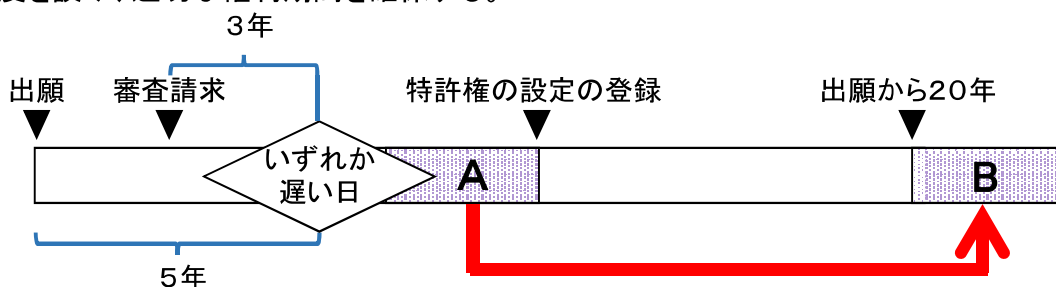 3年
出願
審査請求
特許権の設定の登録
出願から20年
いずれか
遅い日
A
B
5年